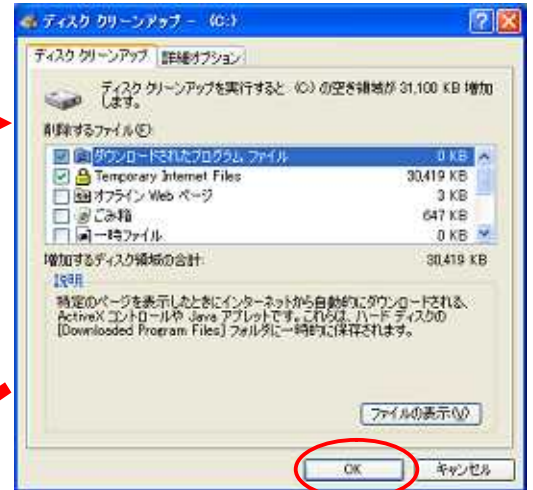 ディスク クリーンアップ - (C:)
ディスク クリーンアップ 詳細オプション
ディスク クリーンアップを実行すると (C:) の空き領域が 31,100 KB 増加
します。
削除するファイル(F):
ダウンロードされたプログラム ファイル 0 KB
Temporary Internet Files 30,419 KB
オフライン Web ページ 3 KB
ごみ箱 647 KB
一時ファイル 0 KB
増加するディスク領域の合計: 30,419 KB
説明
特定のページを表示したときにインターネットから自動的にダウンロードされる、
ActiveX コントロールや Java アプレットです。これらは、ハード ディスクの
[Downloaded Program Files] フォルダに一時的に保存されます。
ファイルの表示(V)
OK キャンセル